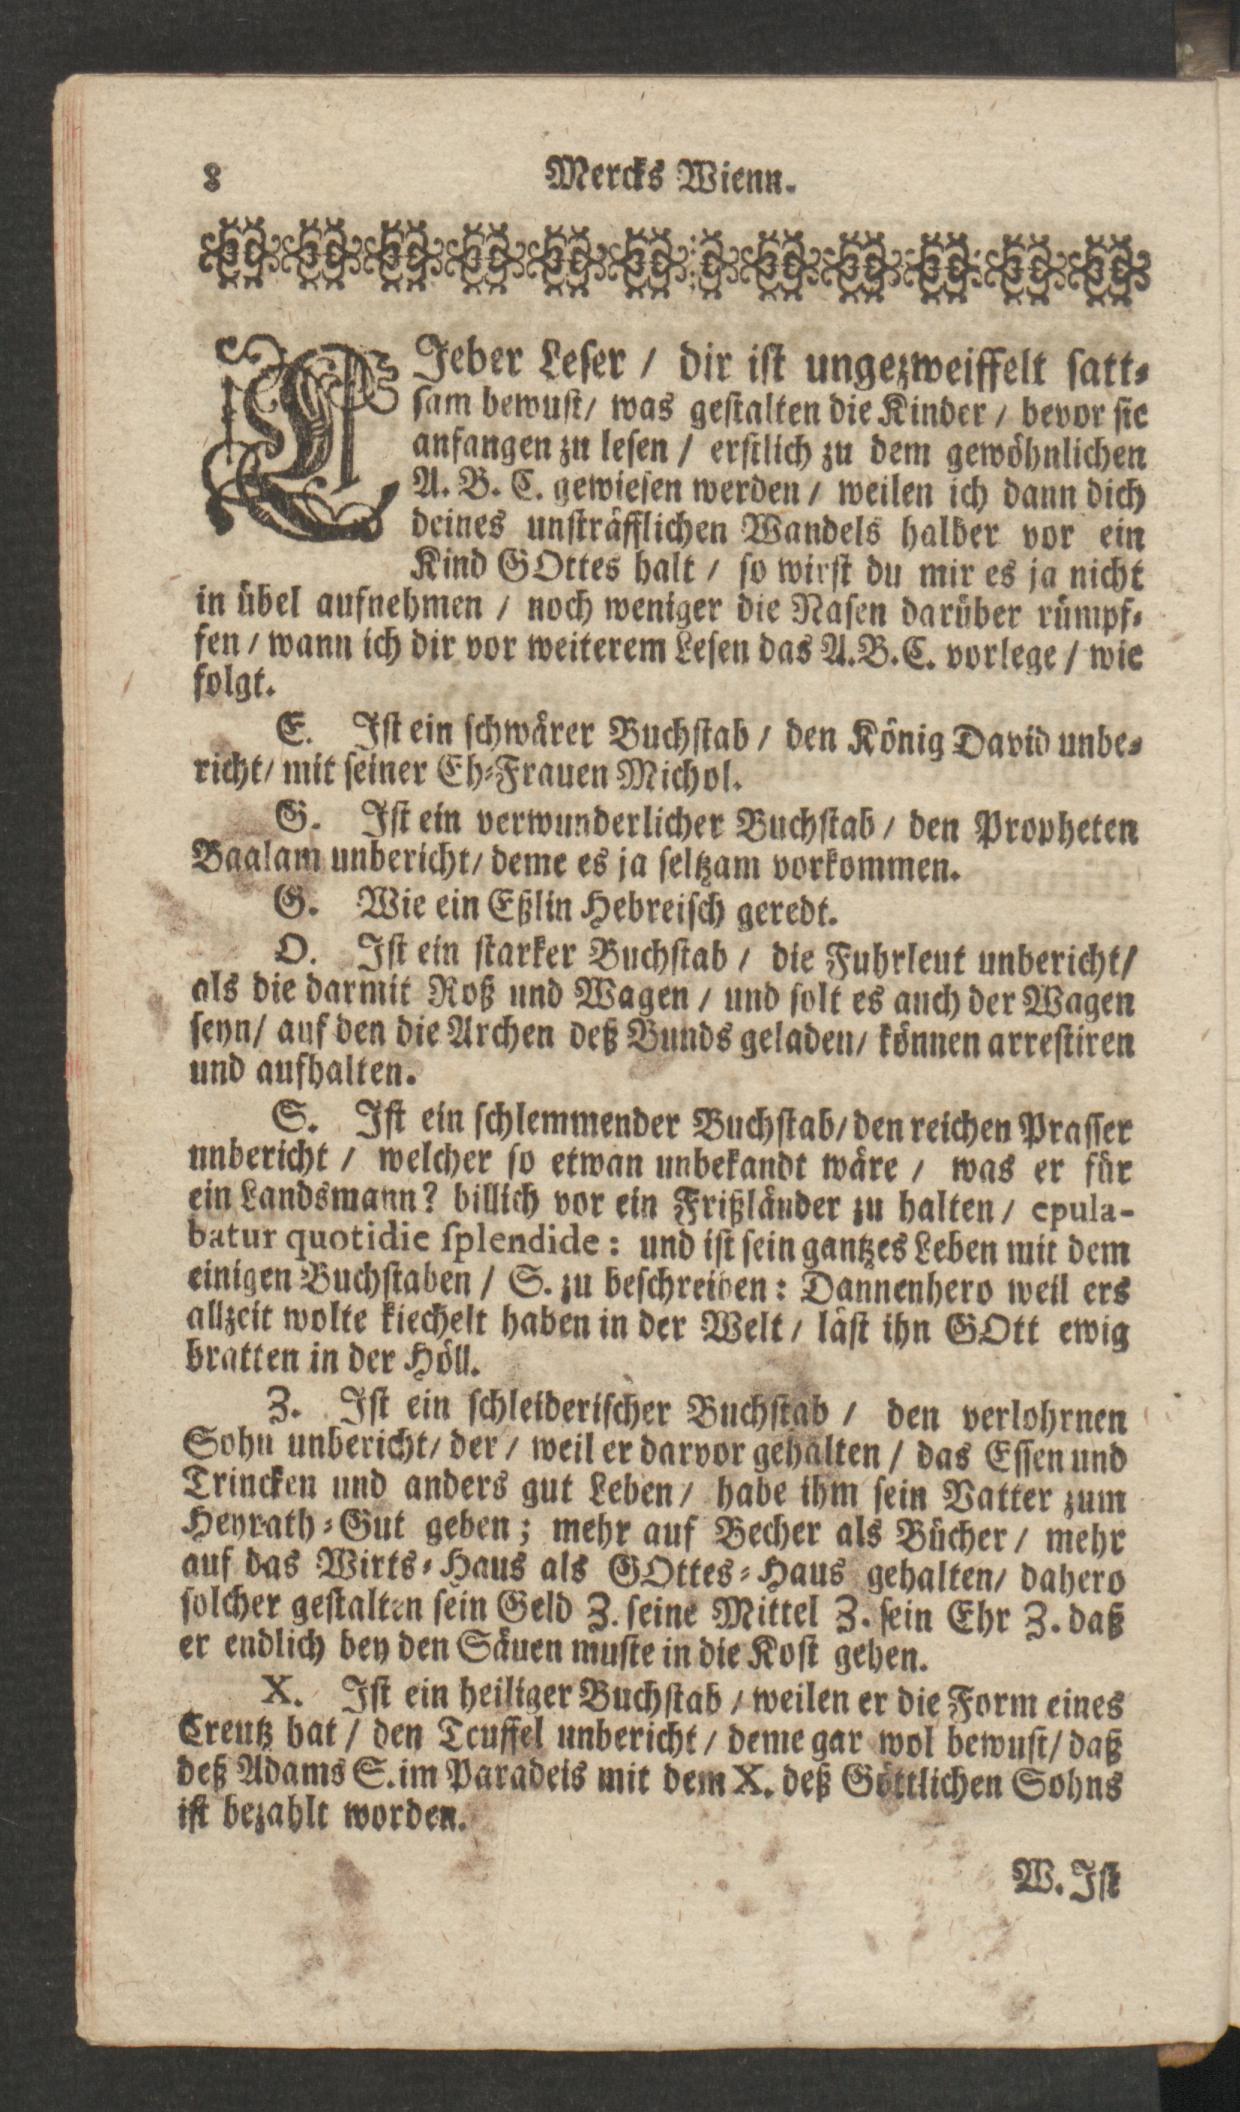 8
Mercks Wienn.
LIeber Leser / dir ist ungezweiffelt satt-
sam bewust / was gestalten die Kinder / bevor sie
anfangen zu lesen / erstlich zu dem gewöhnlichen
A. B. C. gewiesen werden / weilen ich dann dich
deines unsträfflichen Wandels halber vor ein
Kind GOttes halt / so wirst du mir es ja nicht
in übel aufnehmen / noch weniger die Nasen darüber rümpf-
fen / wann ich dir vor weiterem Lesen das A.B.C. vorlege / wie
folgt.
E. Ist ein schwärer Buchstab / den König David unbe-
richt / mit seiner Eh-Frauen Michol.
G. Ist ein verwunderlicher Buchstab / den Propheten
Baalam unbericht / deme es ja seltzam vorkommen.
G. Wie ein Eßlin Hebreisch geredt.
O. Ist ein starker Buchstab / die Fuhrleut unbericht /
als die darmit Roß und Wagen / und solt es auch der Wagen
seyn / auf den die Archen deß Bunds geladen / können arrestiren
und aufhalten.
S. Ist ein schlemmender Buchstab / den reichen Prasser
unbericht / welcher so etwan unbekandt wäre / was er für
ein Landsmann? billich vor ein Frißländer zu halten / epula-
batur quotidie splendide: und ist sein gantzes Leben mit dem
einigen Buchstaben / S. zu beschreiben: Dannenhero weil ers
allzeit wolte kiechelt haben in der Welt / läst ihn GOtt ewig
bratten in der Höll.
Z. Ist ein schleiderischer Buchstab / den verlohrnen
Sohn unbericht / der / weil er darvor gehalten / das Essen und
Trincken und anders gut Leben / habe ihm sein Vatter zum
Heyrath-Gut geben; mehr auf Becher als Bücher / mehr
auf das Wirts-Haus als GOttes-Haus gehalten / dahero
solcher gestalten sein Geld Z. seine Mittel Z. sein Ehr Z. daß
er endlich bey den Säuen muste in die Kost gehen.
X. Ist ein heiliger Buchstab / weilen er die Form eines
Creutz hat / den Teuffel unbericht / deme gar wol bewust / daß
deß Adams S. im Paradeis mit dem X. deß Göttlichen Sohns
ist bezahlt worden.
W. Ist